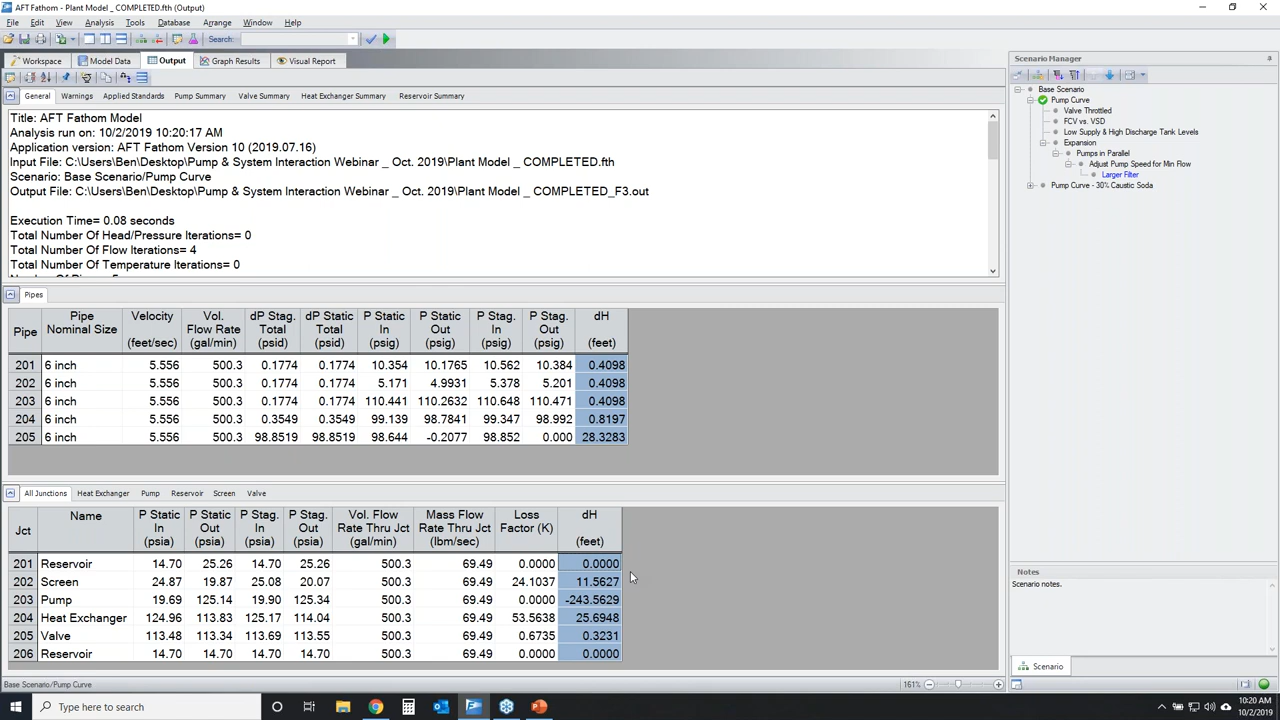 AFT Fathom - Plant Model _ COMPLETED.fth (Output)
File Edit View Analysis Tools Database Arrange Window Help
Search:
Workspace Model Data Output Graph Results Visual Report
General Warnings Applied Standards Pump Summary Valve Summary Heat Exchanger Summary Reservoir Summary
Title: AFT Fathom Model
Analysis run on: 10/2/2019 10:20:17 AM
Application version: AFT Fathom Version 10 (2019.07.16)
Input File: C:\Users\Ben\Desktop\Pump & System Interaction Webinar _ Oct. 2019\Plant Model _ COMPLETED.fth
Scenario: Base Scenario/Pump Curve
Output File: C:\Users\Ben\Desktop\Pump & System Interaction Webinar _ Oct. 2019\Plant Model _ COMPLETED_F3.out
Execution Time= 0.08 seconds
Total Number Of Head/Pressure Iterations= 0
Total Number Of Flow Iterations= 4
Total Number Of Temperature Iterations= 0
Pipes
Pipe Pipe Nominal Size Velocity (feet/sec) Vol. Flow Rate (gal/min) dP Stag. Total (psid) dP Static Total (psid) P Static In (psig) P Static Out (psig) P Stag. In (psig) P Stag. Out (psig) dH (feet)
201 6 inch 5.556 500.3 0.1774 0.1774 10.354 10.1765 10.562 10.384 0.4098
202 6 inch 5.556 500.3 0.1774 0.1774 5.171 4.9931 5.378 5.201 0.4098
203 6 inch 5.556 500.3 0.1774 0.1774 110.441 110.2632 110.648 110.471 0.4098
204 6 inch 5.556 500.3 0.3549 0.3549 99.139 98.7841 99.347 98.992 0.8197
205 6 inch 5.556 500.3 98.8519 98.8519 98.644 -0.2077 98.852 0.000 28.3283
All Junctions Heat Exchanger Pump Reservoir Screen Valve
Jct Name P Static In (psia) P Static Out (psia) P Stag. In (psia) P Stag. Out (psia) Vol. Flow Rate Thru Jct (gal/min) Mass Flow Rate Thru Jct (lbm/sec) Loss Factor (K) dH (feet)
201 Reservoir 14.70 25.26 14.70 25.26 500.3 69.49 0.0000 0.0000
202 Screen 24.87 19.87 25.08 20.07 500.3 69.49 24.1037 11.5627
203 Pump 19.69 125.14 19.90 125.34 500.3 69.49 0.0000 -243.5629
204 Heat Exchanger 124.96 113.83 125.17 114.04 500.3 69.49 53.5638 25.6948
205 Valve 113.48 113.34 113.69 113.55 500.3 69.49 0.6735 0.3231
206 Reservoir 14.70 14.70 14.70 14.70 500.3 69.49 0.0000 0.0000
Base Scenario/Pump Curve
161%
Scenario Manager
Base Scenario
Pump Curve
Valve Throttled
FCV vs. VSD
Low Supply & High Discharge Tank Levels
Expansion
Pumps in Parallel
Adjust Pump Speed for Min Flow
Larger Filter
Pump Curve - 30% Caustic Soda
Notes
Scenario notes.
Scenario
Type here to search
10:20 AM
10/2/2019